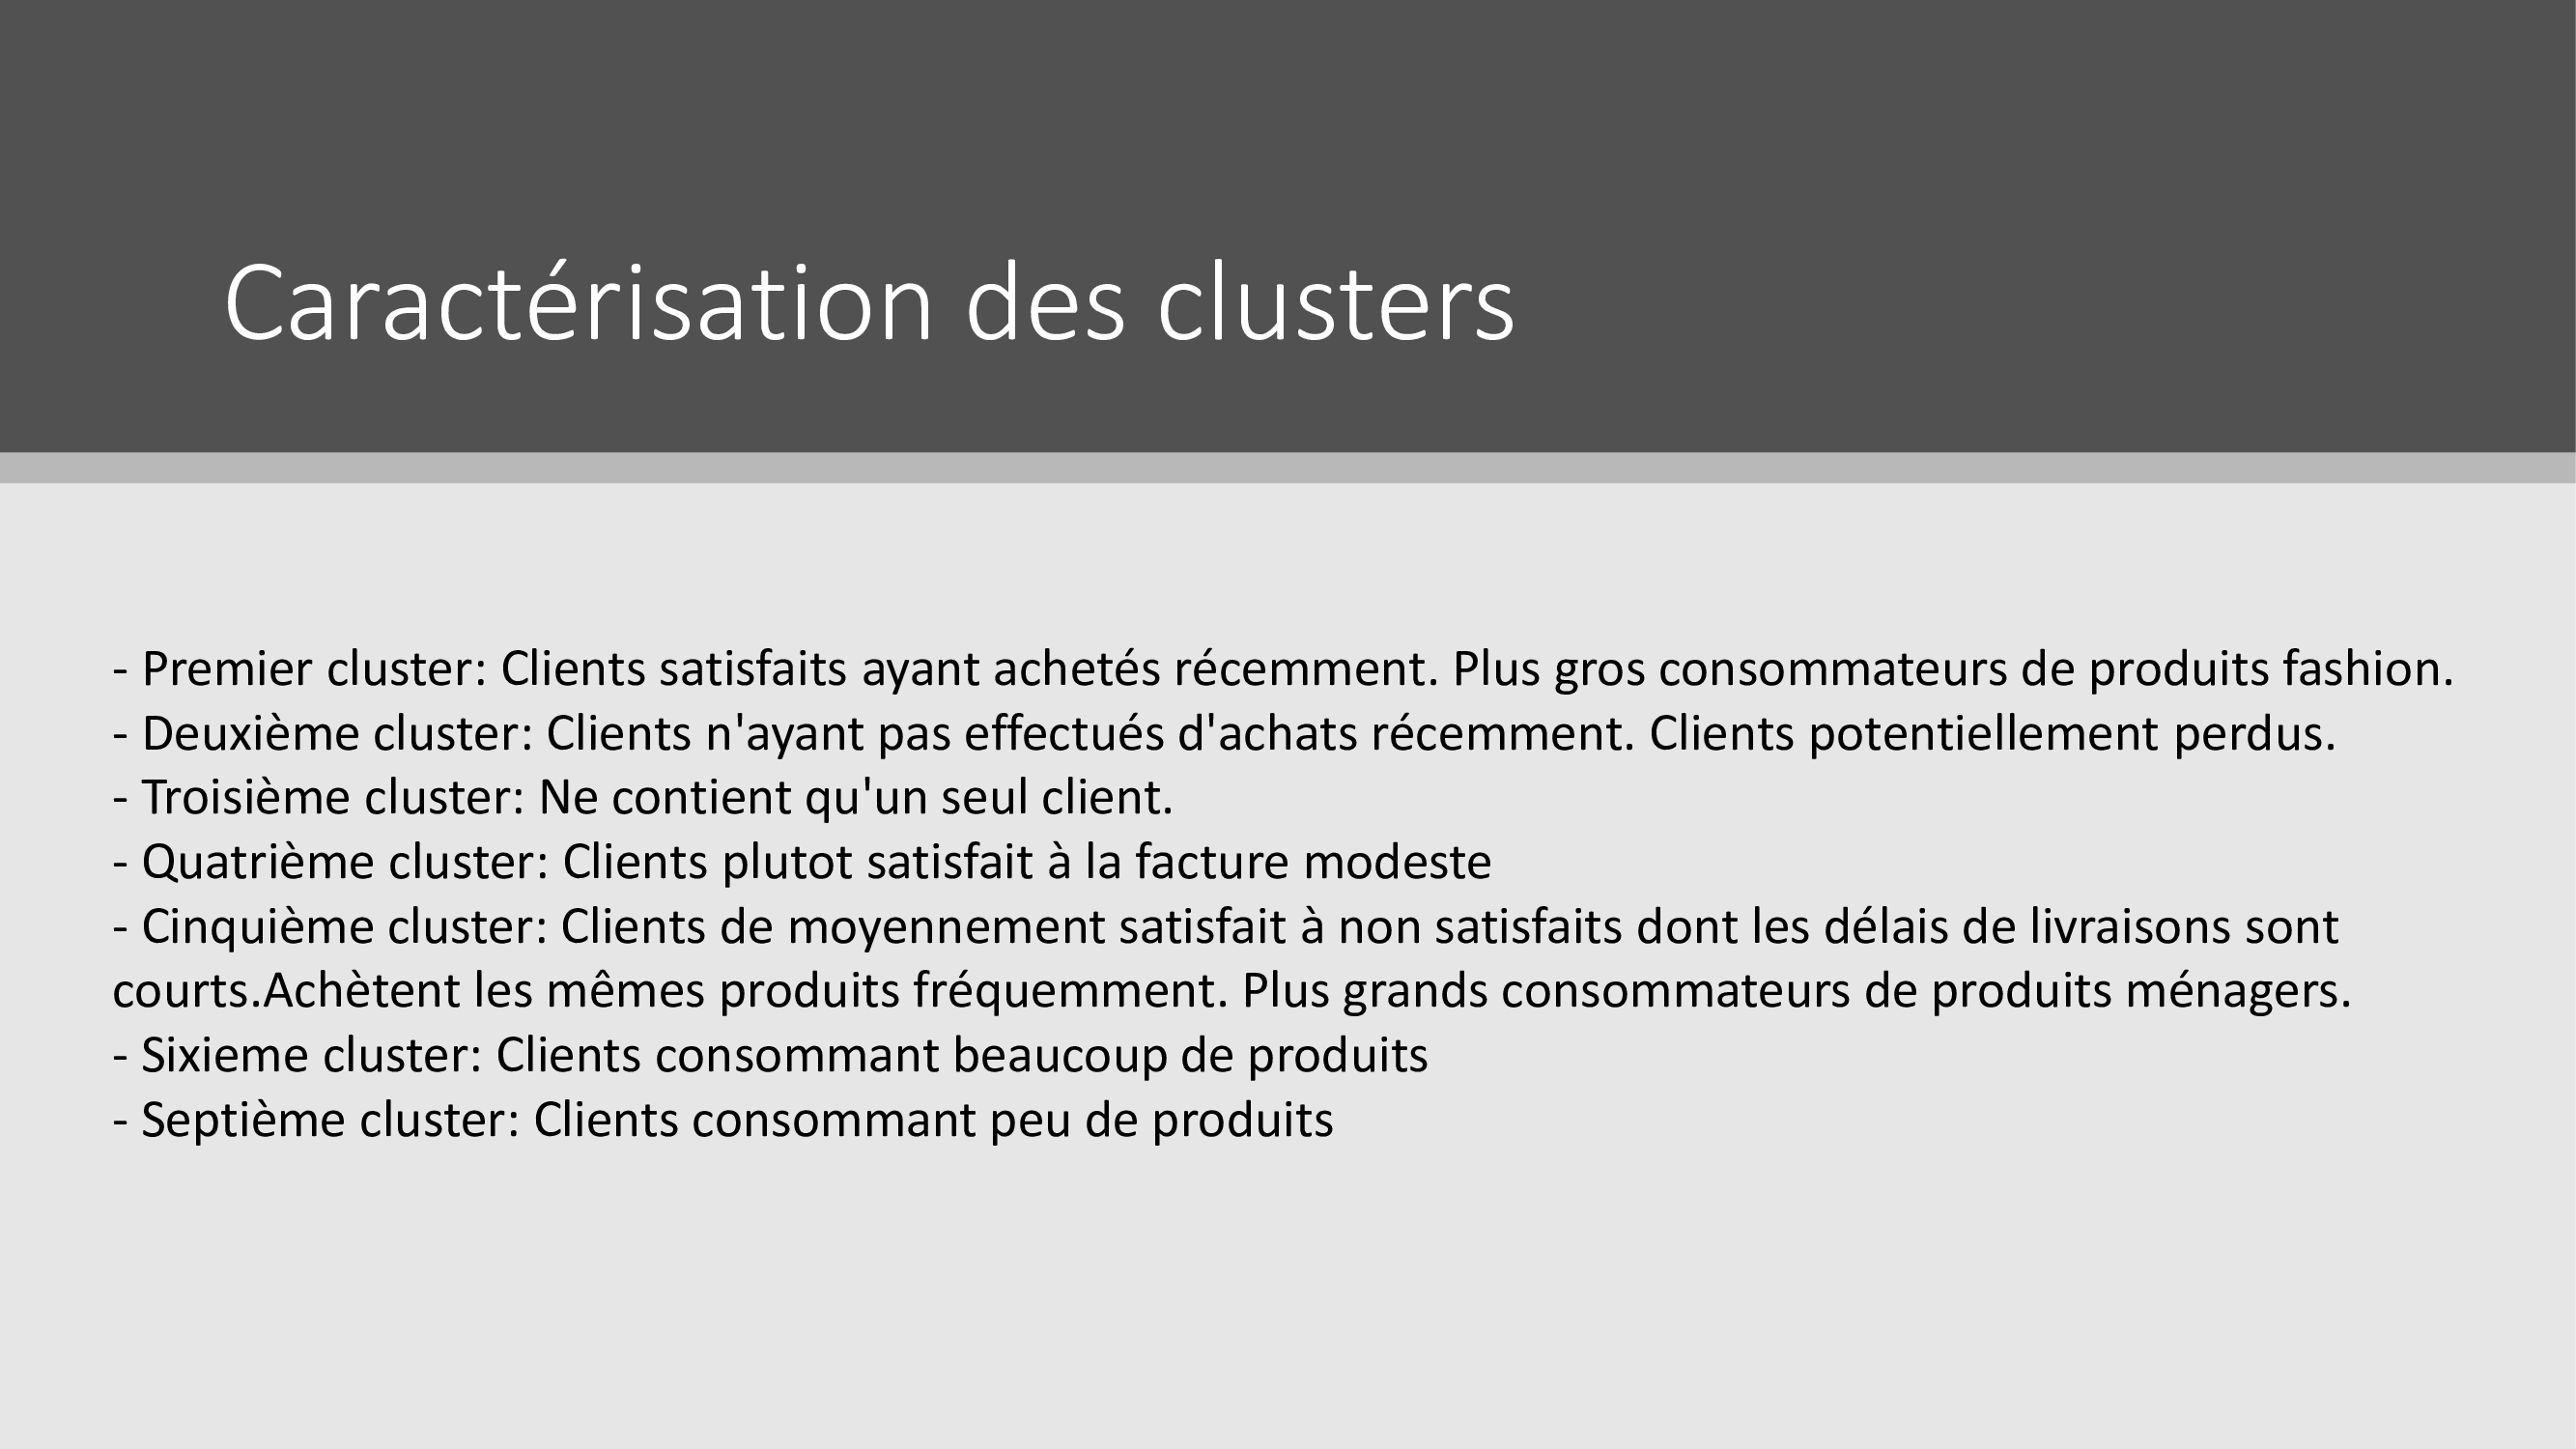 Caractérisation des clusters
- Premier cluster: Clients satisfaits ayant achetés récemment. Plus gros consommateurs de produits fashion.
- Deuxième cluster: Clients n'ayant pas effectués d'achats récemment. Clients potentiellement perdus.
- Troisième cluster: Ne contient qu'un seul client.
- Quatrième cluster: Clients plutot satisfait à la facture modeste
- Cinquième cluster: Clients de moyennement satisfait à non satisfaits dont les délais de livraisons sont
courts.Achètent les mêmes produits fréquemment. Plus grands consommateurs de produits ménagers.
- Sixieme cluster: Clients consommant beaucoup de produits
- Septième cluster: Clients consommant peu de produits